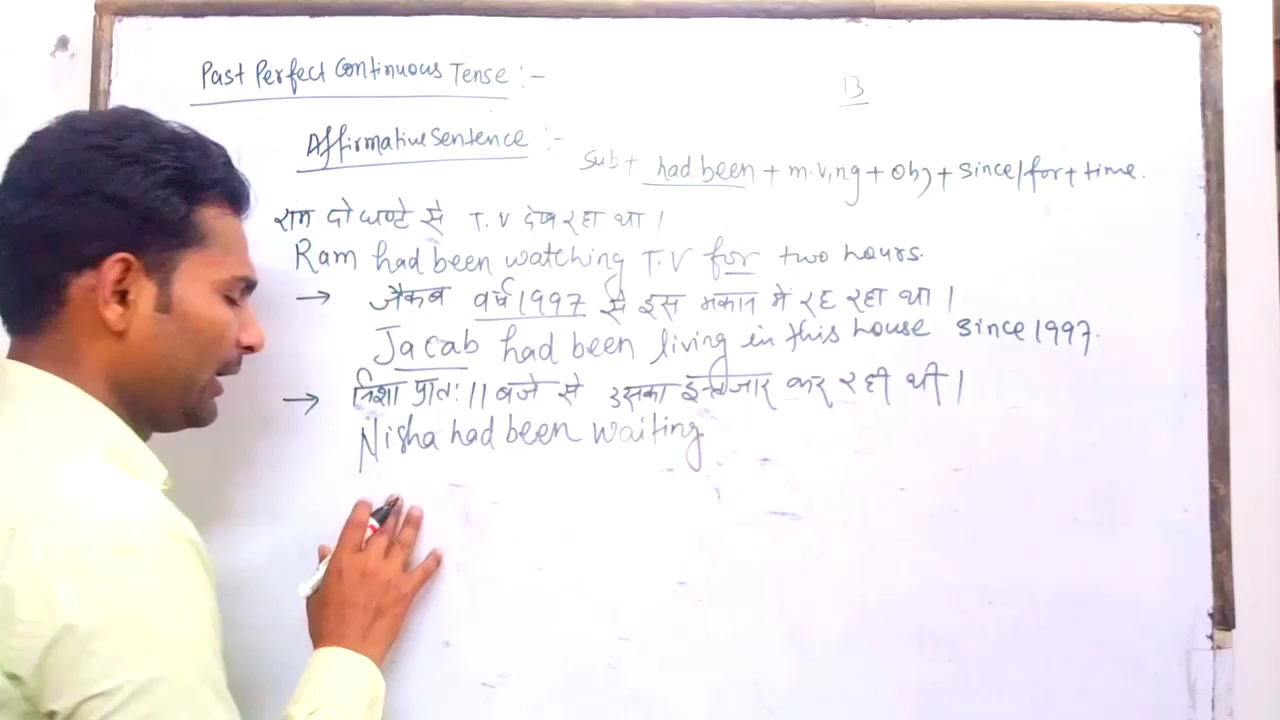 Past Perfect Continuous Tense :-
13
Affirmative Sentence :-
Sub + had been + m.v,ng + Obj + Since/for + time.
राम दो घण्टे से T.V देख रहा था।
Ram had been watching T.V for two hours.
→ जैकब वर्ष 1997 से इस मकान में रह रहा था।
Jacab had been living in this house since 1997.
→ निशा प्रातः 11 बजे से उसका इन्तजार कर रही थी।
Nisha had been waiting